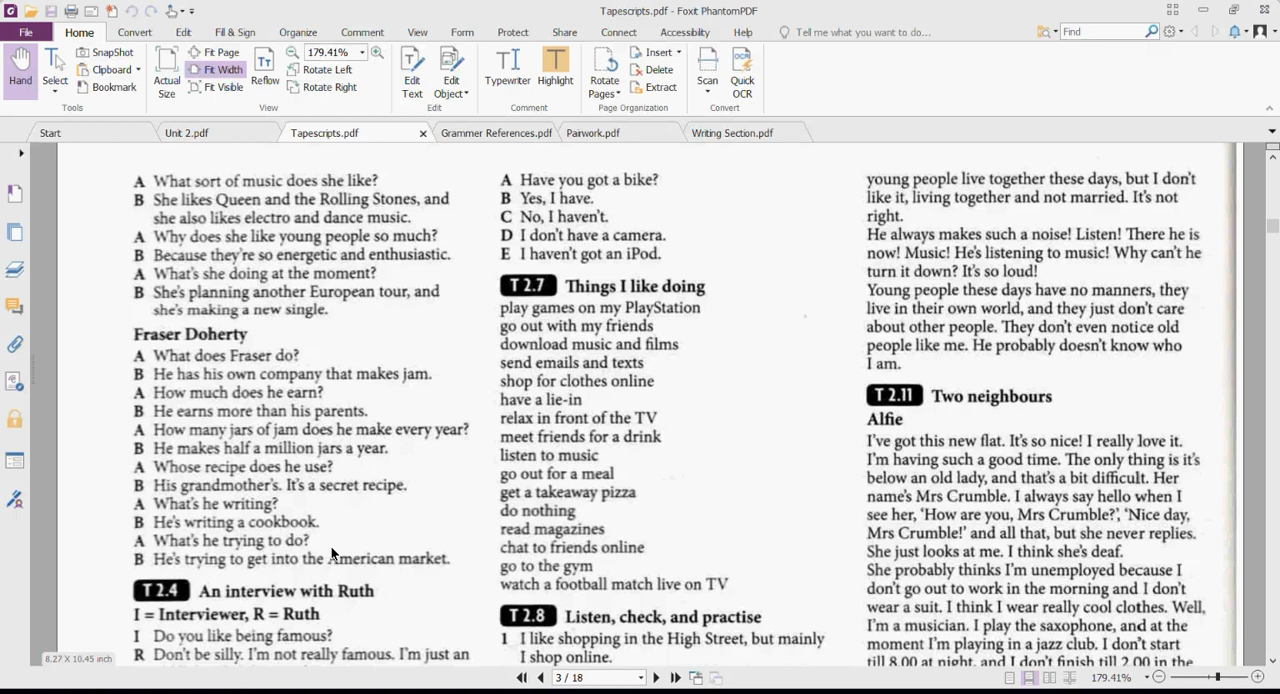 Tapescripts.pdf - Foxit PhantomPDF
File
Home
Convert
Edit
Fill & Sign
Organize
Comment
View
Form
Protect
Share
Connect
Accessibility
Help
Tell me what you want to do...
Find
Hand
Select
SnapShot
Clipboard
Bookmark
Tools
Actual Size
Fit Page
Fit Width
Fit Visible
Reflow
179.41%
Rotate Left
Rotate Right
View
Edit Text
Edit Object
Edit
Typewriter
Highlight
Comment
Rotate Pages
Insert
Delete
Extract
Page Organization
Scan
Quick OCR
Convert
Start
Unit 2.pdf
Tapescripts.pdf
Grammer References.pdf
Pairwork.pdf
Writing Section.pdf
A What sort of music does she like?
B She likes Queen and the Rolling Stones, and
she also likes electro and dance music.
A Why does she like young people so much?
B Because they're so energetic and enthusiastic.
A What's she doing at the moment?
B She's planning another European tour, and
she's making a new single.
Fraser Doherty
A What does Fraser do?
B He has his own company that makes jam.
A How much does he earn?
B He earns more than his parents.
A How many jars of jam does he make every year?
B He makes half a million jars a year.
A Whose recipe does he use?
B His grandmother's. It's a secret recipe.
A What's he writing?
B He's writing a cookbook.
A What's he trying to do?
B He's trying to get into the American market.
T 2.4 An interview with Ruth
I = Interviewer, R = Ruth
I Do you like being famous?
R Don't be silly. I'm not really famous. I'm just an
A Have you got a bike?
B Yes, I have.
C No, I haven't.
D I don't have a camera.
E I haven't got an iPod.
T 2.7 Things I like doing
play games on my PlayStation
go out with my friends
download music and films
send emails and texts
shop for clothes online
have a lie-in
relax in front of the TV
meet friends for a drink
listen to music
go out for a meal
get a takeaway pizza
do nothing
read magazines
chat to friends online
go to the gym
watch a football match live on TV
T 2.8 Listen, check, and practise
1 I like shopping in the High Street, but mainly
I shop online.
young people live together these days, but I don't
like it, living together and not married. It's not
right.
He always makes such a noise! Listen! There he is
now! Music! He's listening to music! Why can't he
turn it down? It's so loud!
Young people these days have no manners, they
live in their own world, and they just don't care
about other people. They don't even notice old
people like me. He probably doesn't know who
I am.
T 2.11 Two neighbours
Alfie
I've got this new flat. It's so nice! I really love it.
I'm having such a good time. The only thing is it's
below an old lady, and that's a bit difficult. Her
name's Mrs Crumble. I always say hello when I
see her, 'How are you, Mrs Crumble?', 'Nice day,
Mrs Crumble!' and all that, but she never replies.
She just looks at me. I think she's deaf.
She probably thinks I'm unemployed because I
don't go out to work in the morning and I don't
wear a suit. I think I wear really cool clothes. Well,
I'm a musician. I play the saxophone, and at the
moment I'm playing in a jazz club. I don't start
till 8.00 at night, and I don't finish till 2.00 in the
8.27 X 10.45 inch
3 / 18
179.41%